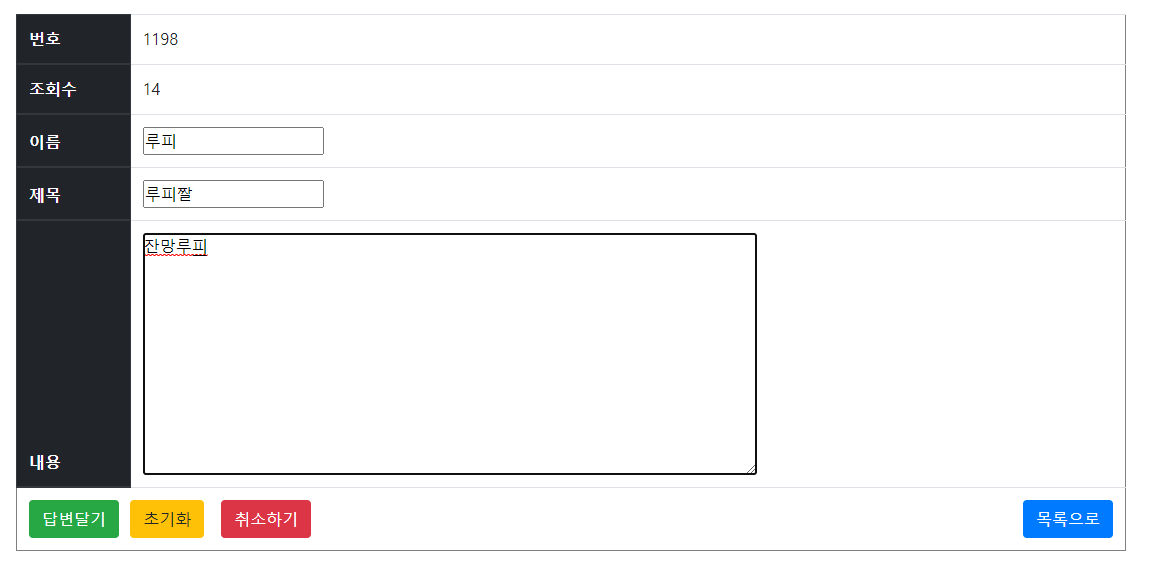 번호 1198
조회수 14
이름 루피
제목 루피짤
내용 잔망루피
답변달기 초기화 취소하기 목록으로